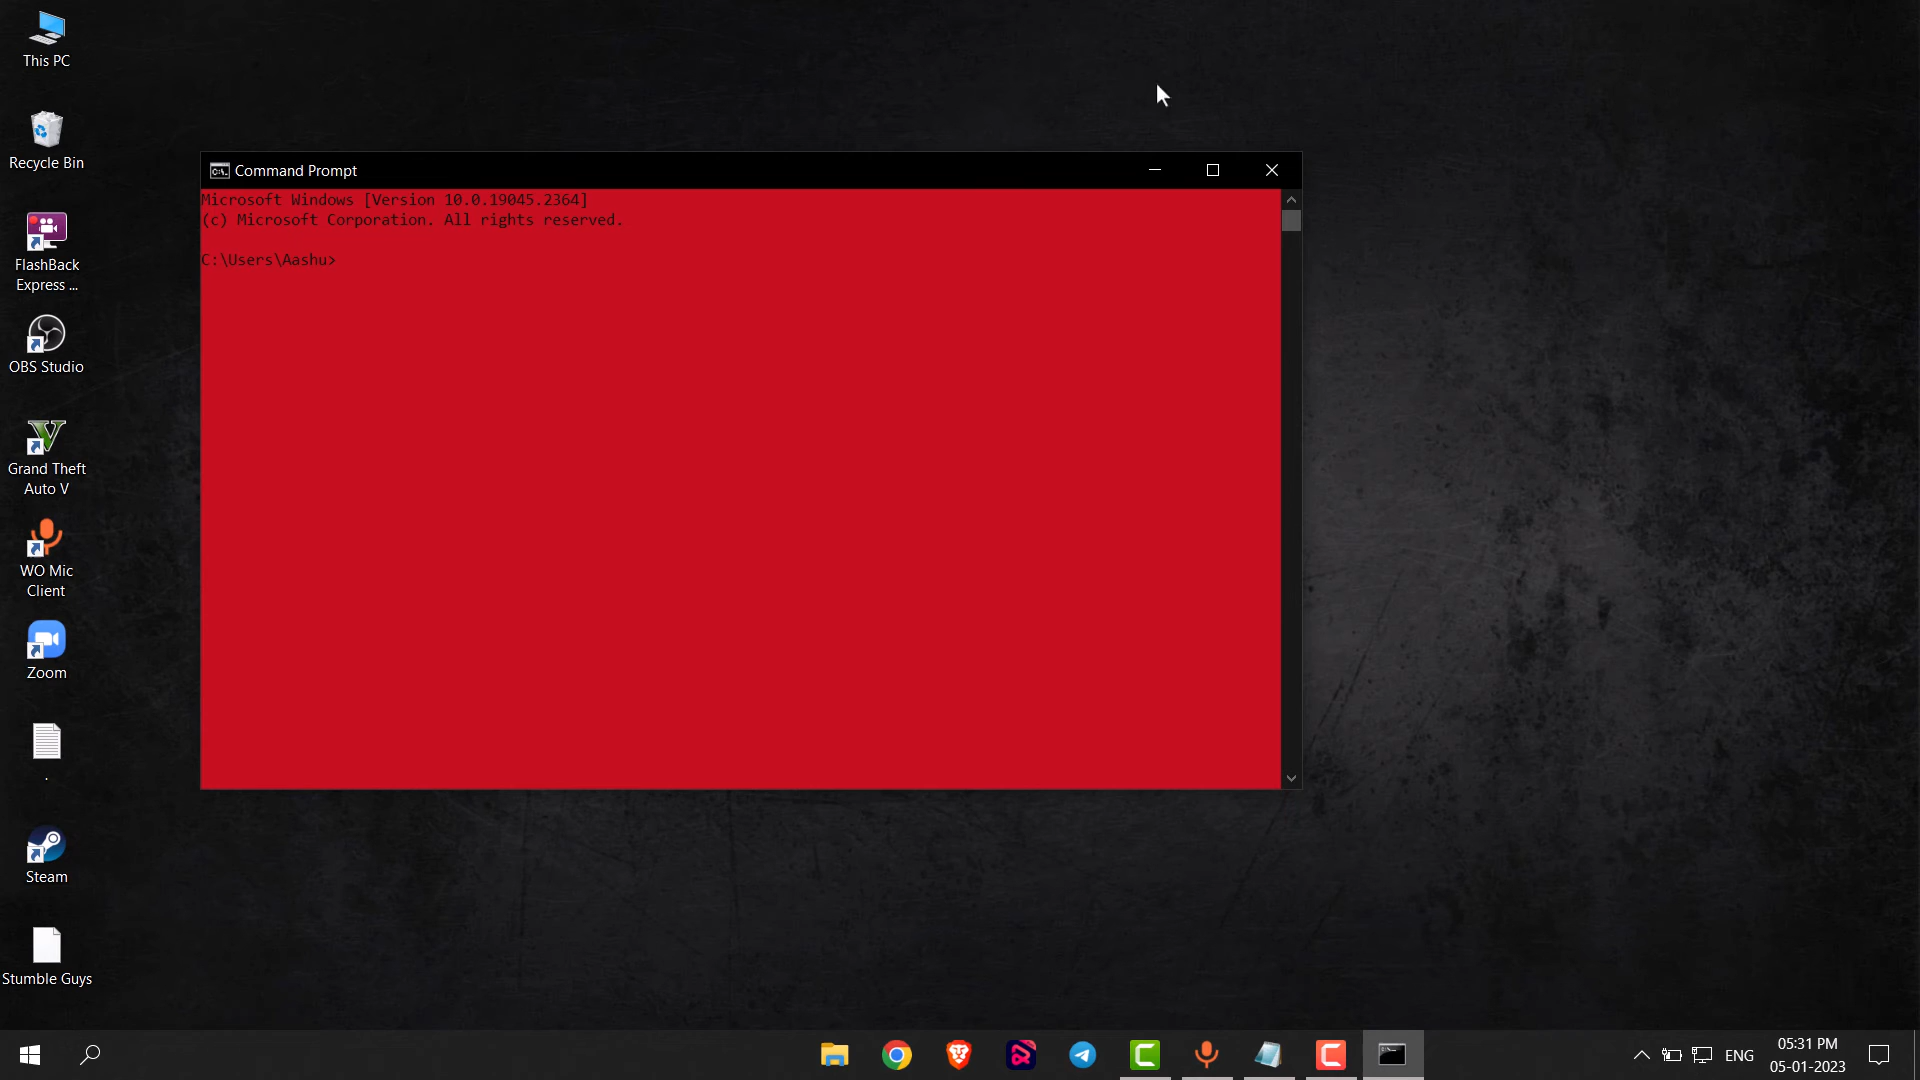 This PC
Recycle Bin
FlashBack
Express ...
OBS Studio
Grand Theft
Auto V
WO Mic
Client
Zoom
.
Steam
Stumble Guys
Command Prompt
Microsoft Windows [Version 10.0.19045.2364]
(c) Microsoft Corporation. All rights reserved.
C:\Users\Aashu>
ENG
05:31 PM
05-01-2023